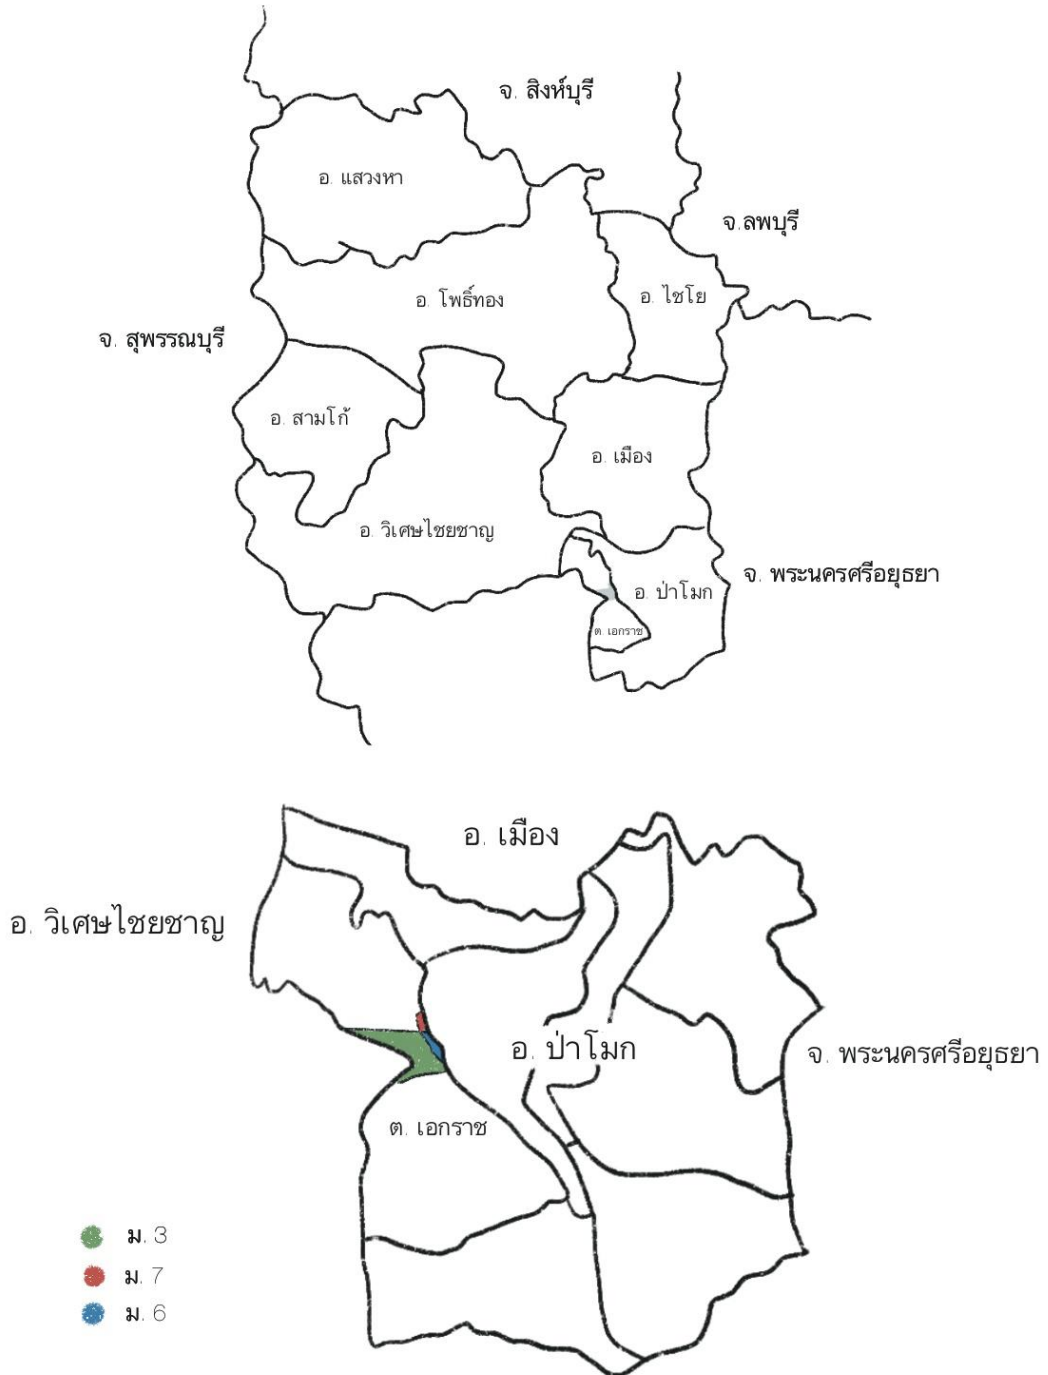 จ. สิงห์บุรี
อ. แสวงหา
จ.ลพบุรี
อ. โพธิ์ทอง
อ. ไชโย
จ. สุพรรณบุรี
อ. สามโก้
อ. เมือง
อ. วิเศษไชยชาญ
จ. พระนครศรีอยุธยา
อ. ป่าโมก
ต. เอกราช
อ. เมือง
อ. วิเศษไชยชาญ
อ. ป่าโมก
จ. พระนครศรีอยุธยา
ต. เอกราช
ม. 3
ม. 7
ม. 6